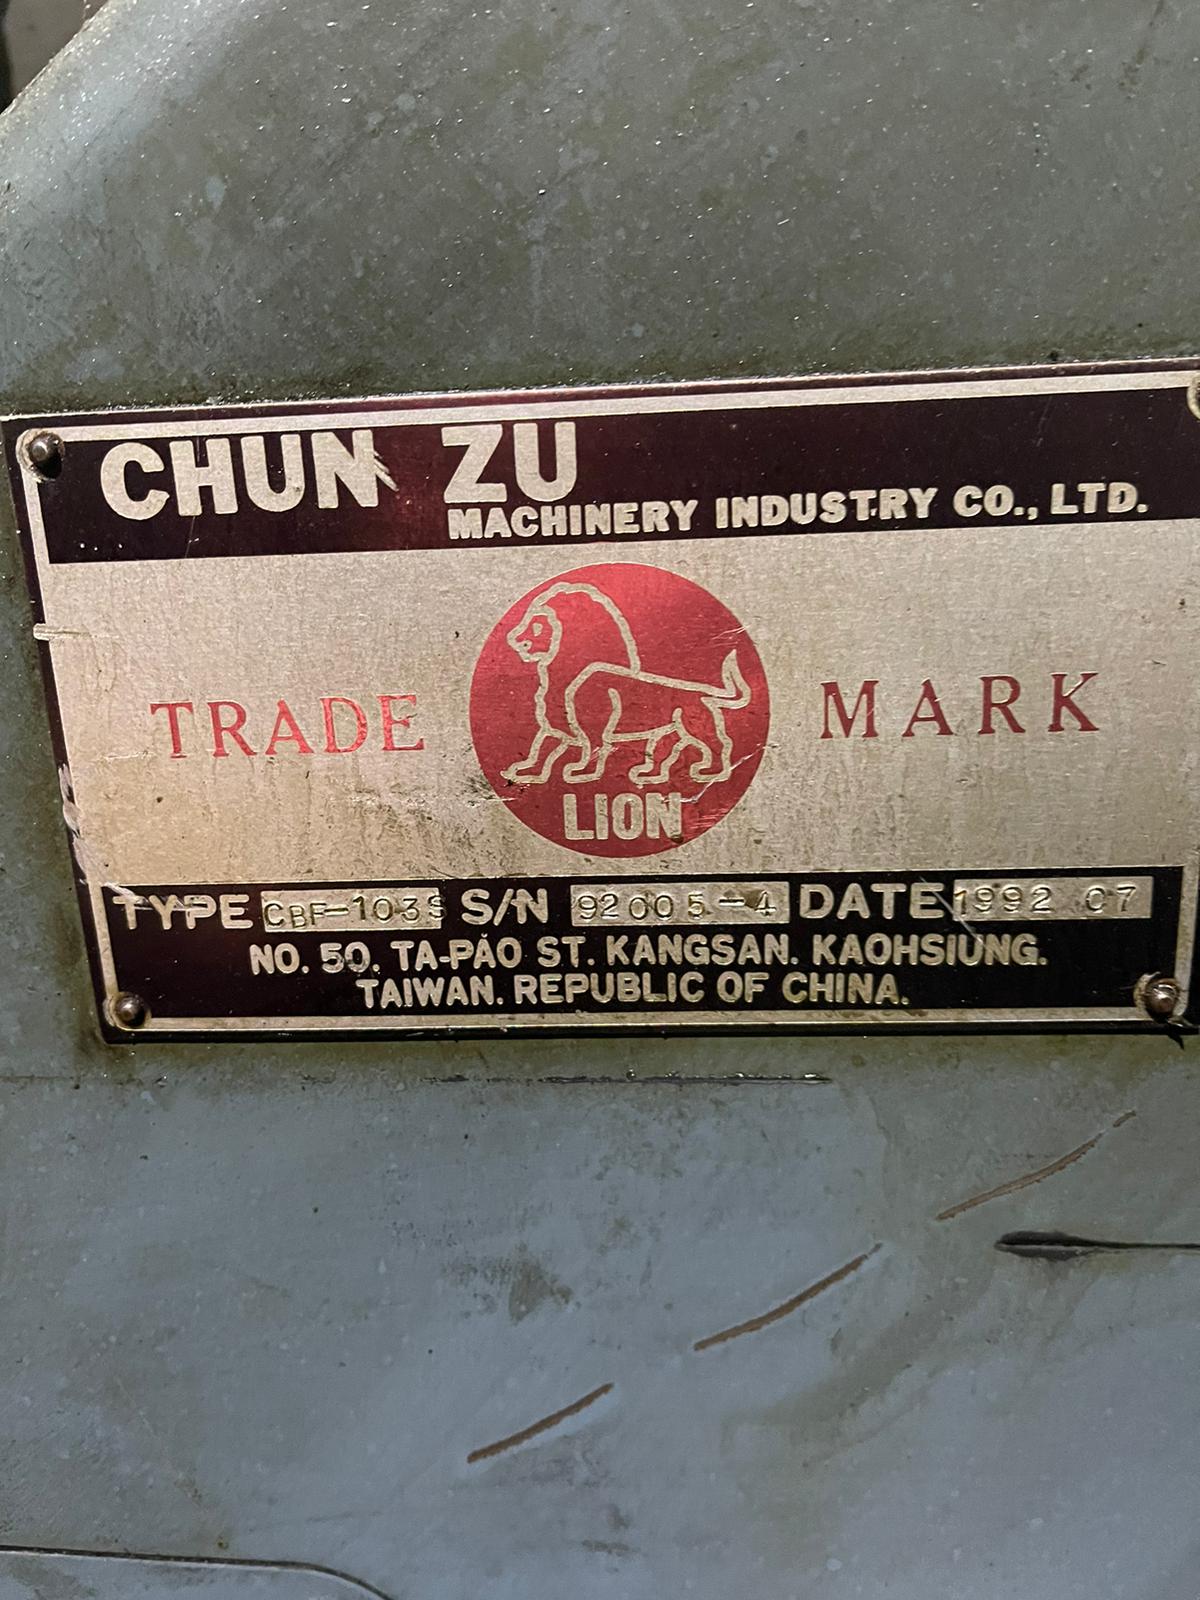 CHUN ZU
MACHINERY INDUSTRY CO., LTD.
TRADE MARK
LION
TYPE CBF-103S S/N 92005-4 DATE 1992 07
NO. 50. TA-PAO ST. KANGSAN. KAOHSIUNG.
TAIWAN. REPUBLIC OF CHINA.